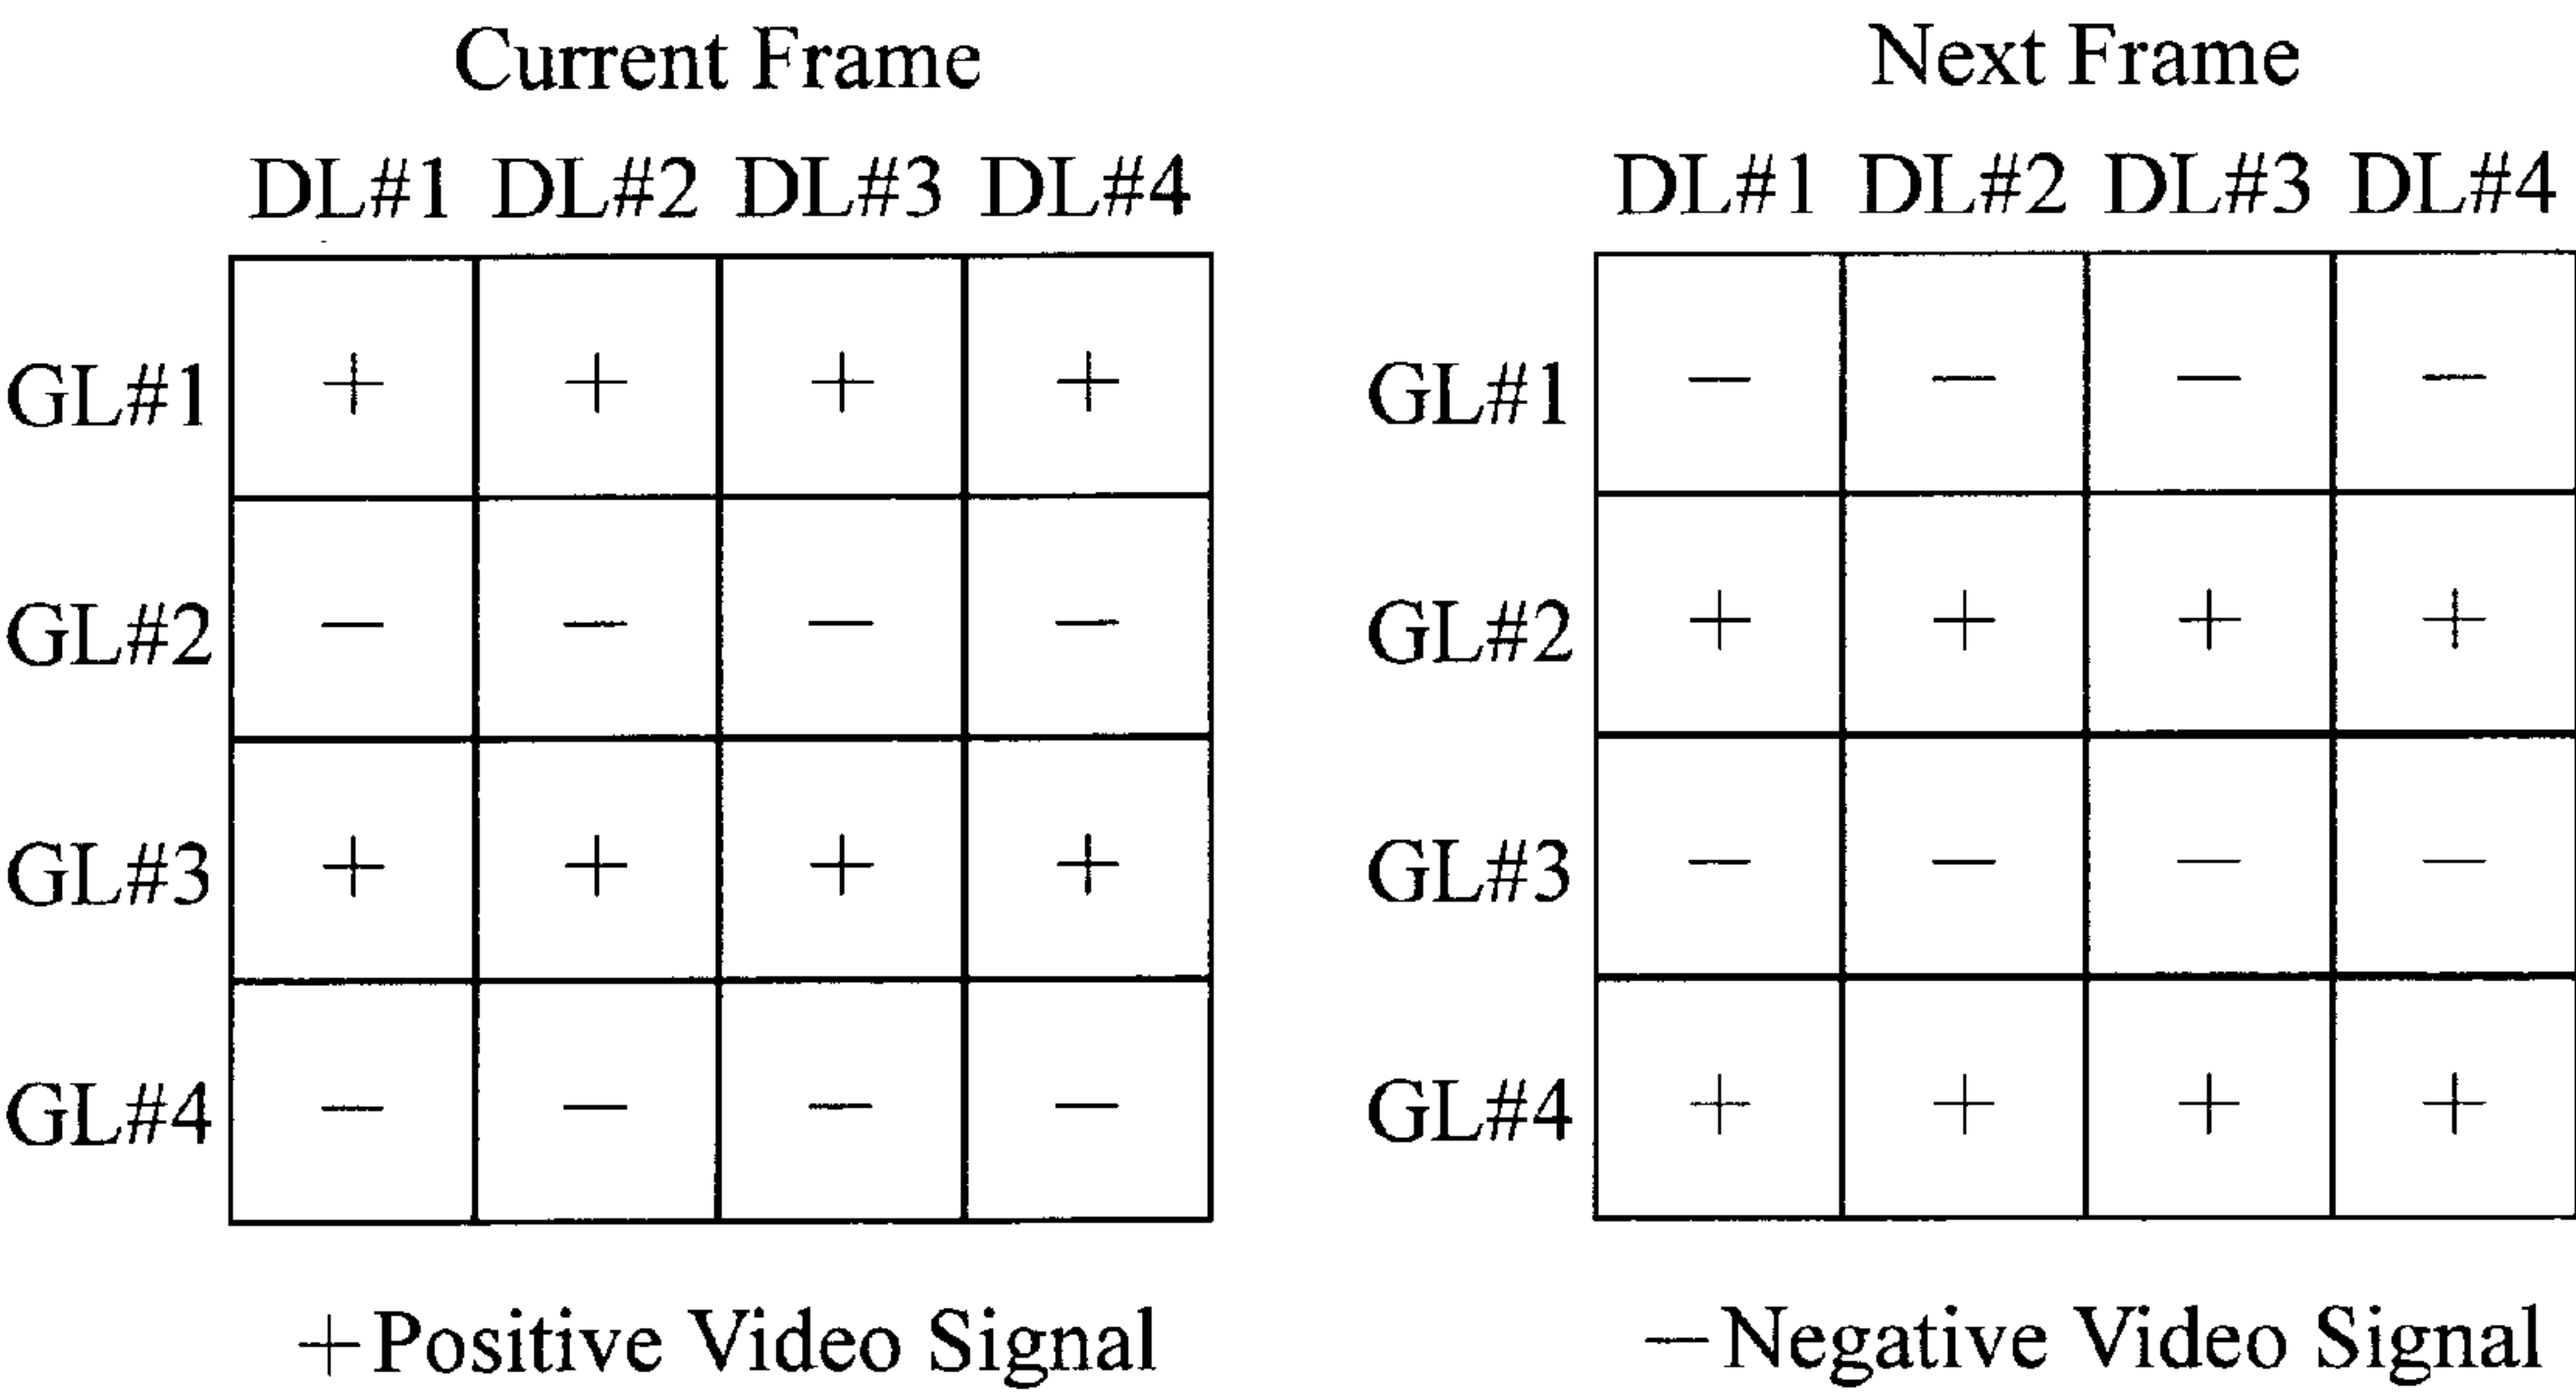 Current Frame
DL#1 DL#2 DL#3 DL#4
GL#1 + + + +
GL#2 − − − −
GL#3 + + + +
GL#4 − − − −
+Positive Video Signal
Next Frame
DL#1 DL#2 DL#3 DL#4
GL#1 − − − −
GL#2 + + + +
GL#3 − − − −
GL#4 + + + +
−Negative Video Signal